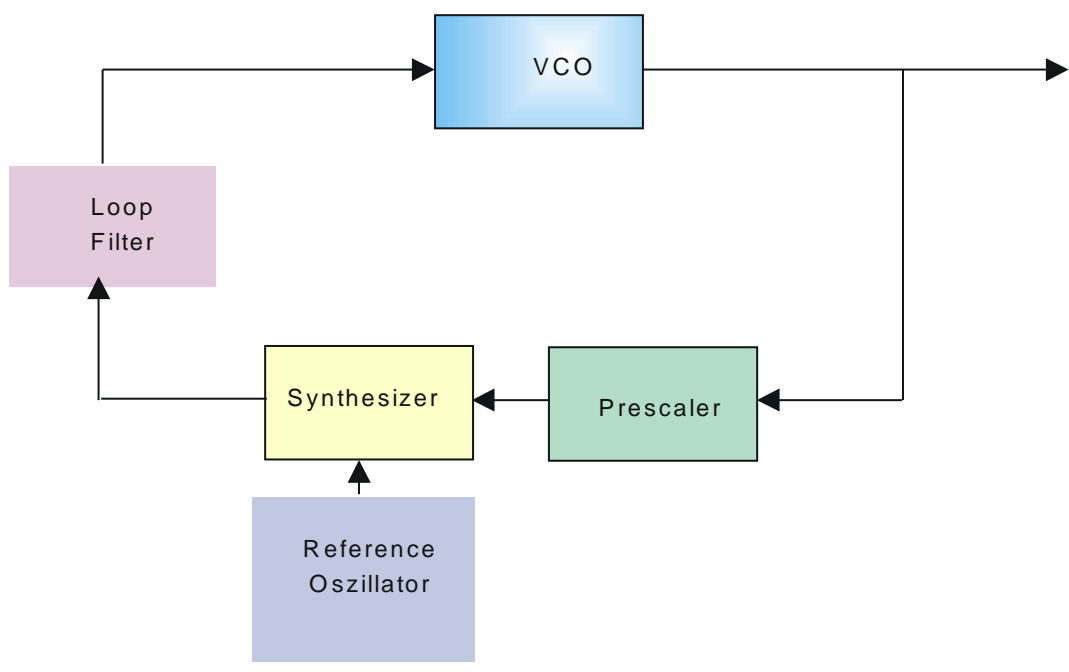 VCO
Loop
Filter
Synthesizer
Prescaler
Reference
Oszillator